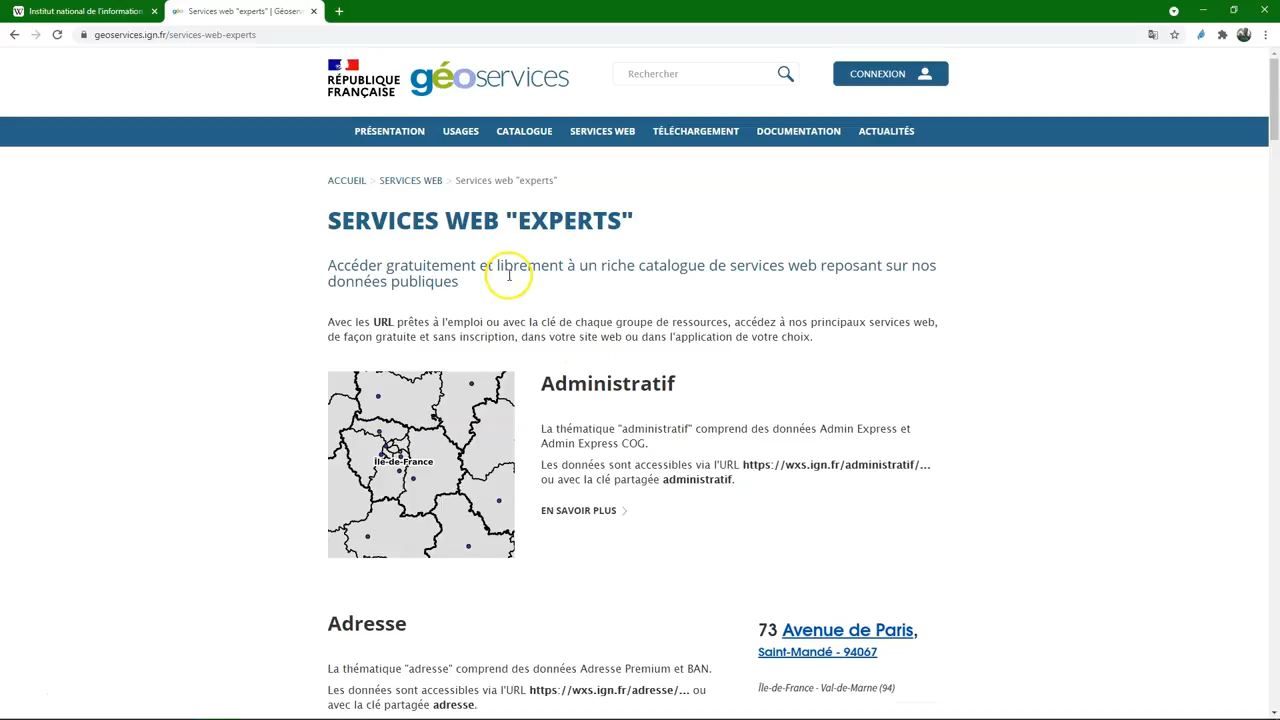 Institut national de l'information
Services web "experts" | Géoserv
geoservices.ign.fr/services-web-experts
RÉPUBLIQUE
FRANÇAISE
géoservices
Rechercher
CONNEXION
PRÉSENTATION USAGES CATALOGUE SERVICES WEB TÉLÉCHARGEMENT DOCUMENTATION ACTUALITÉS
ACCUEIL > SERVICES WEB > Services web "experts"
SERVICES WEB "EXPERTS"
Accéder gratuitement et librement à un riche catalogue de services web reposant sur nos
données publiques
Avec les URL prêtes à l'emploi ou avec la clé de chaque groupe de ressources, accédez à nos principaux services web,
de façon gratuite et sans inscription, dans votre site web ou dans l'application de votre choix.
Île-de-France
Administratif
La thématique "administratif" comprend des données Admin Express et
Admin Express COG.
Les données sont accessibles via l'URL https://wxs.ign.fr/administratif/...
ou avec la clé partagée administratif.
EN SAVOIR PLUS
Adresse
La thématique "adresse" comprend des données Adresse Premium et BAN.
Les données sont accessibles via l'URL https://wxs.ign.fr/adresse/... ou
avec la clé partagée adresse.
73 Avenue de Paris,
Saint-Mandé - 94067
Île-de-France - Val-de-Marne (94)